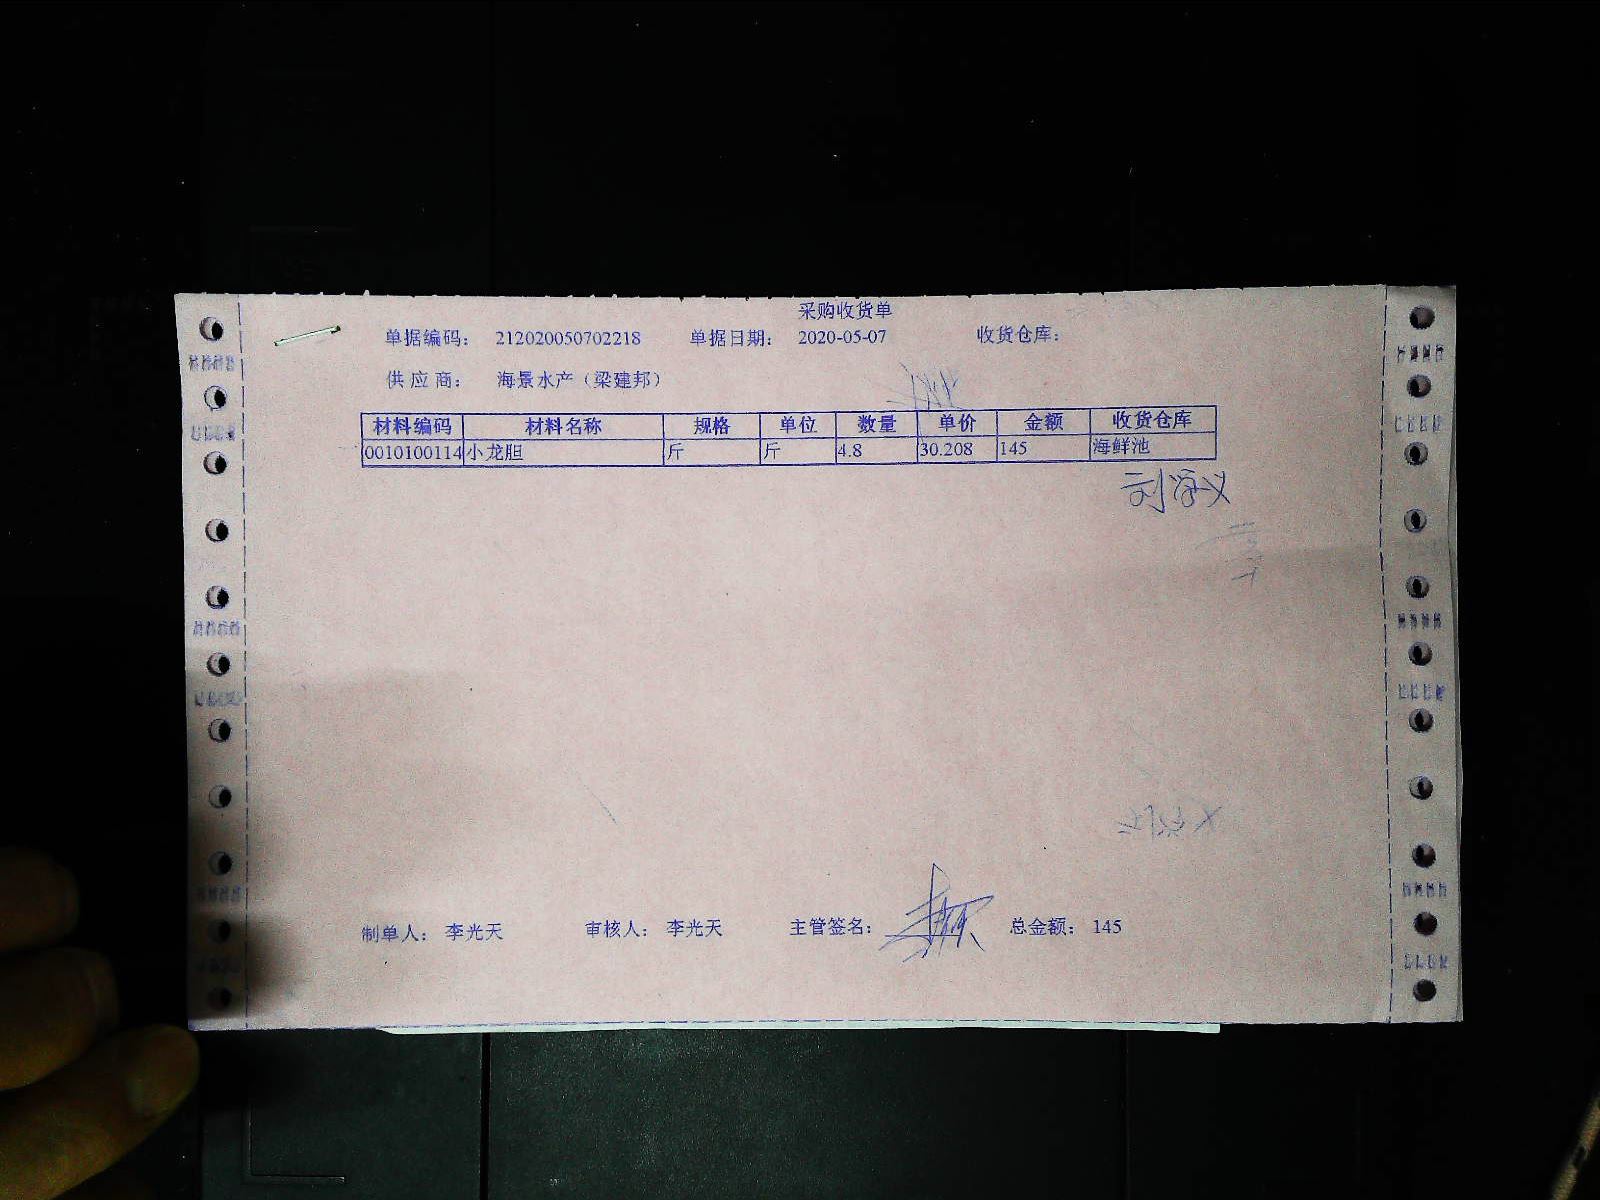 采购收货单
单据编码： 212020050702218 单据日期： 2020-05-07 收货仓库：
供 应 商： 海景水产（梁建邦）
材料编码 材料名称 规格 单位 数量 单价 金额 收货仓库
0010100114 小龙胆 斤 斤 4.8 30.208 145 海鲜池
制单人： 李光天 审核人： 李光天 主管签名： 总金额： 145